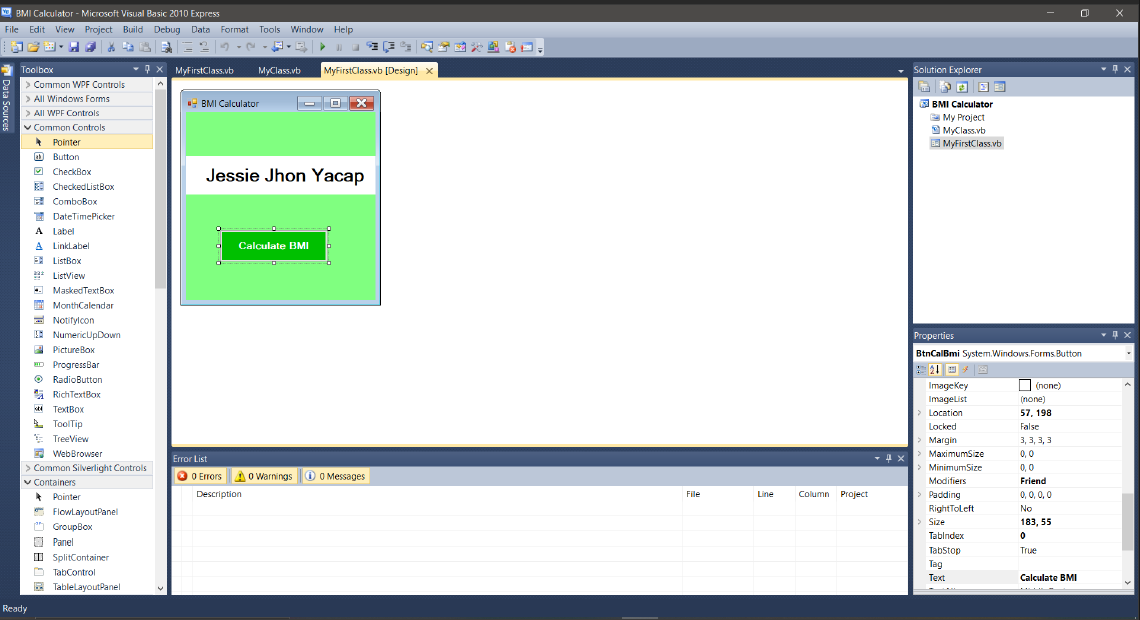 BMI Calculator - Microsoft Visual Basic 2010 Express
File Edit View Project Build Debug Data Format Tools Window Help
Data Sources
Toolbox
Common WPF Controls
All Windows Forms
All WPF Controls
Common Controls
Pointer
Button
CheckBox
CheckedListBox
ComboBox
DateTimePicker
Label
LinkLabel
ListBox
ListView
MaskedTextBox
MonthCalendar
NotifyIcon
NumericUpDown
PictureBox
ProgressBar
RadioButton
RichTextBox
TextBox
ToolTip
TreeView
WebBrowser
Common Silverlight Controls
Containers
Pointer
FlowLayoutPanel
GroupBox
Panel
SplitContainer
TabControl
TableLayoutPanel
MyFirstClass.vb MyClass.vb MyFirstClass.vb [Design]
BMI Calculator
Jessie Jhon Yacap
Calculate BMI
Error List
0 Errors 0 Warnings 0 Messages
Description File Line Column Project
Solution Explorer
BMI Calculator
My Project
MyClass.vb
MyFirstClass.vb
Properties
BtnCalBmi System.Windows.Forms.Button
ImageKey (none)
ImageList (none)
Location 57, 198
Locked False
Margin 3, 3, 3, 3
MaximumSize 0, 0
MinimumSize 0, 0
Modifiers Friend
Padding 0, 0, 0, 0
RightToLeft No
Size 183, 55
TabIndex 0
TabStop True
Tag
Text Calculate BMI
Ready